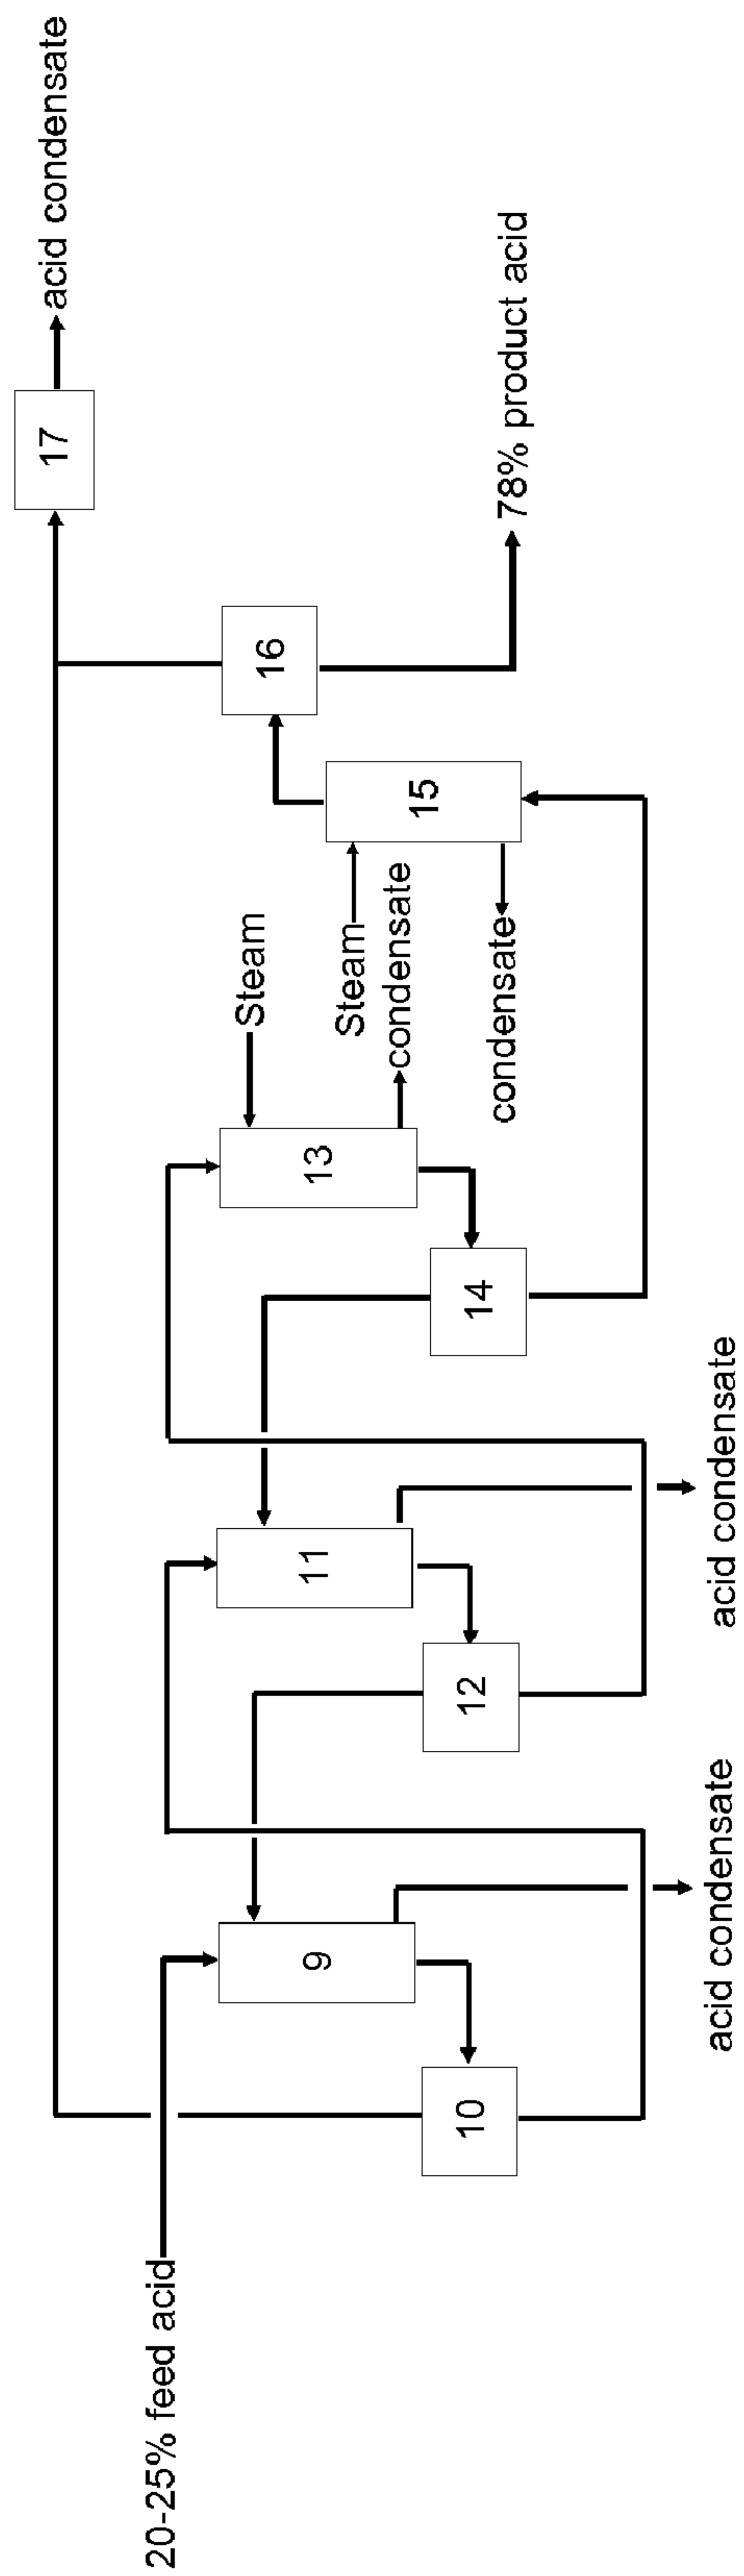 20-25% feed acid
10
9
acid condensate
12
11
acid condensate
14
13
Steam
condensate
Steam
condensate
15
16
78% product acid
17
acid condensate